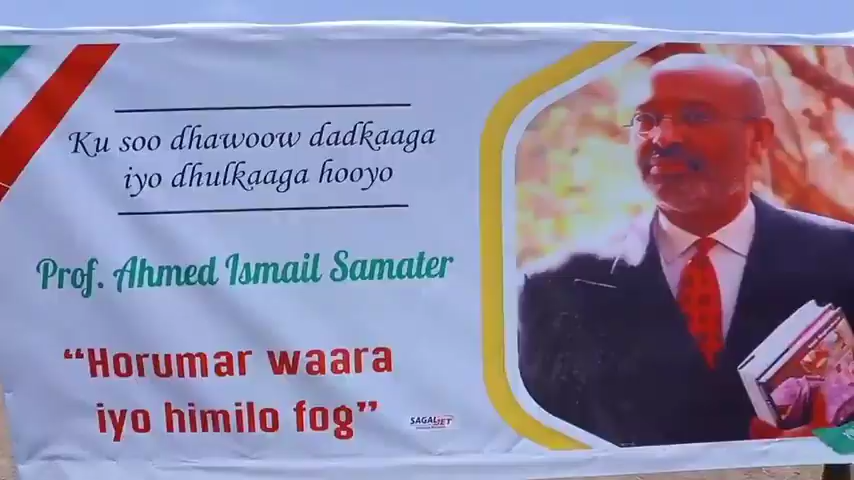 Ku soo dhawoow dadkaaga
iyo dhulkaaga hooyo
Prof. Ahmed Ismail Samater
“Horumar waara
iyo himilo fog”
SAGALJET